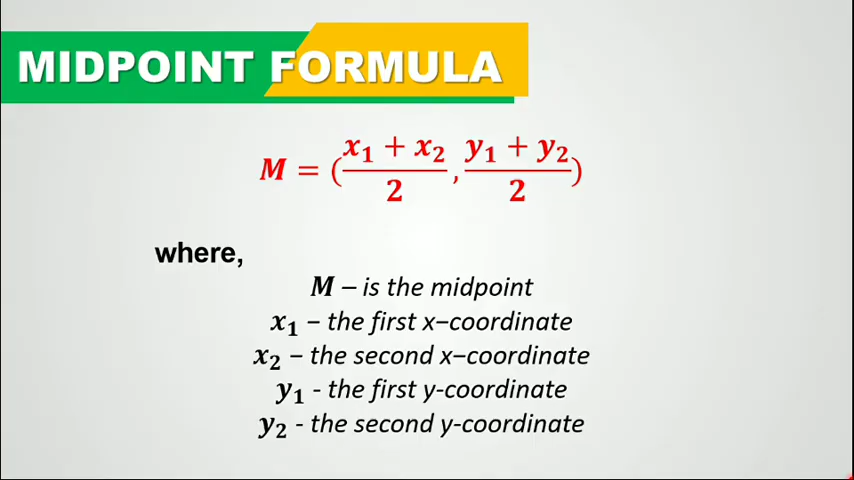 MIDPOINT FORMULA
M = (x₁ + x₂/2, y₁ + y₂/2)
where,
M – is the midpoint
x₁ – the first x–coordinate
x₂ – the second x–coordinate
y₁ - the first y-coordinate
y₂ - the second y-coordinate